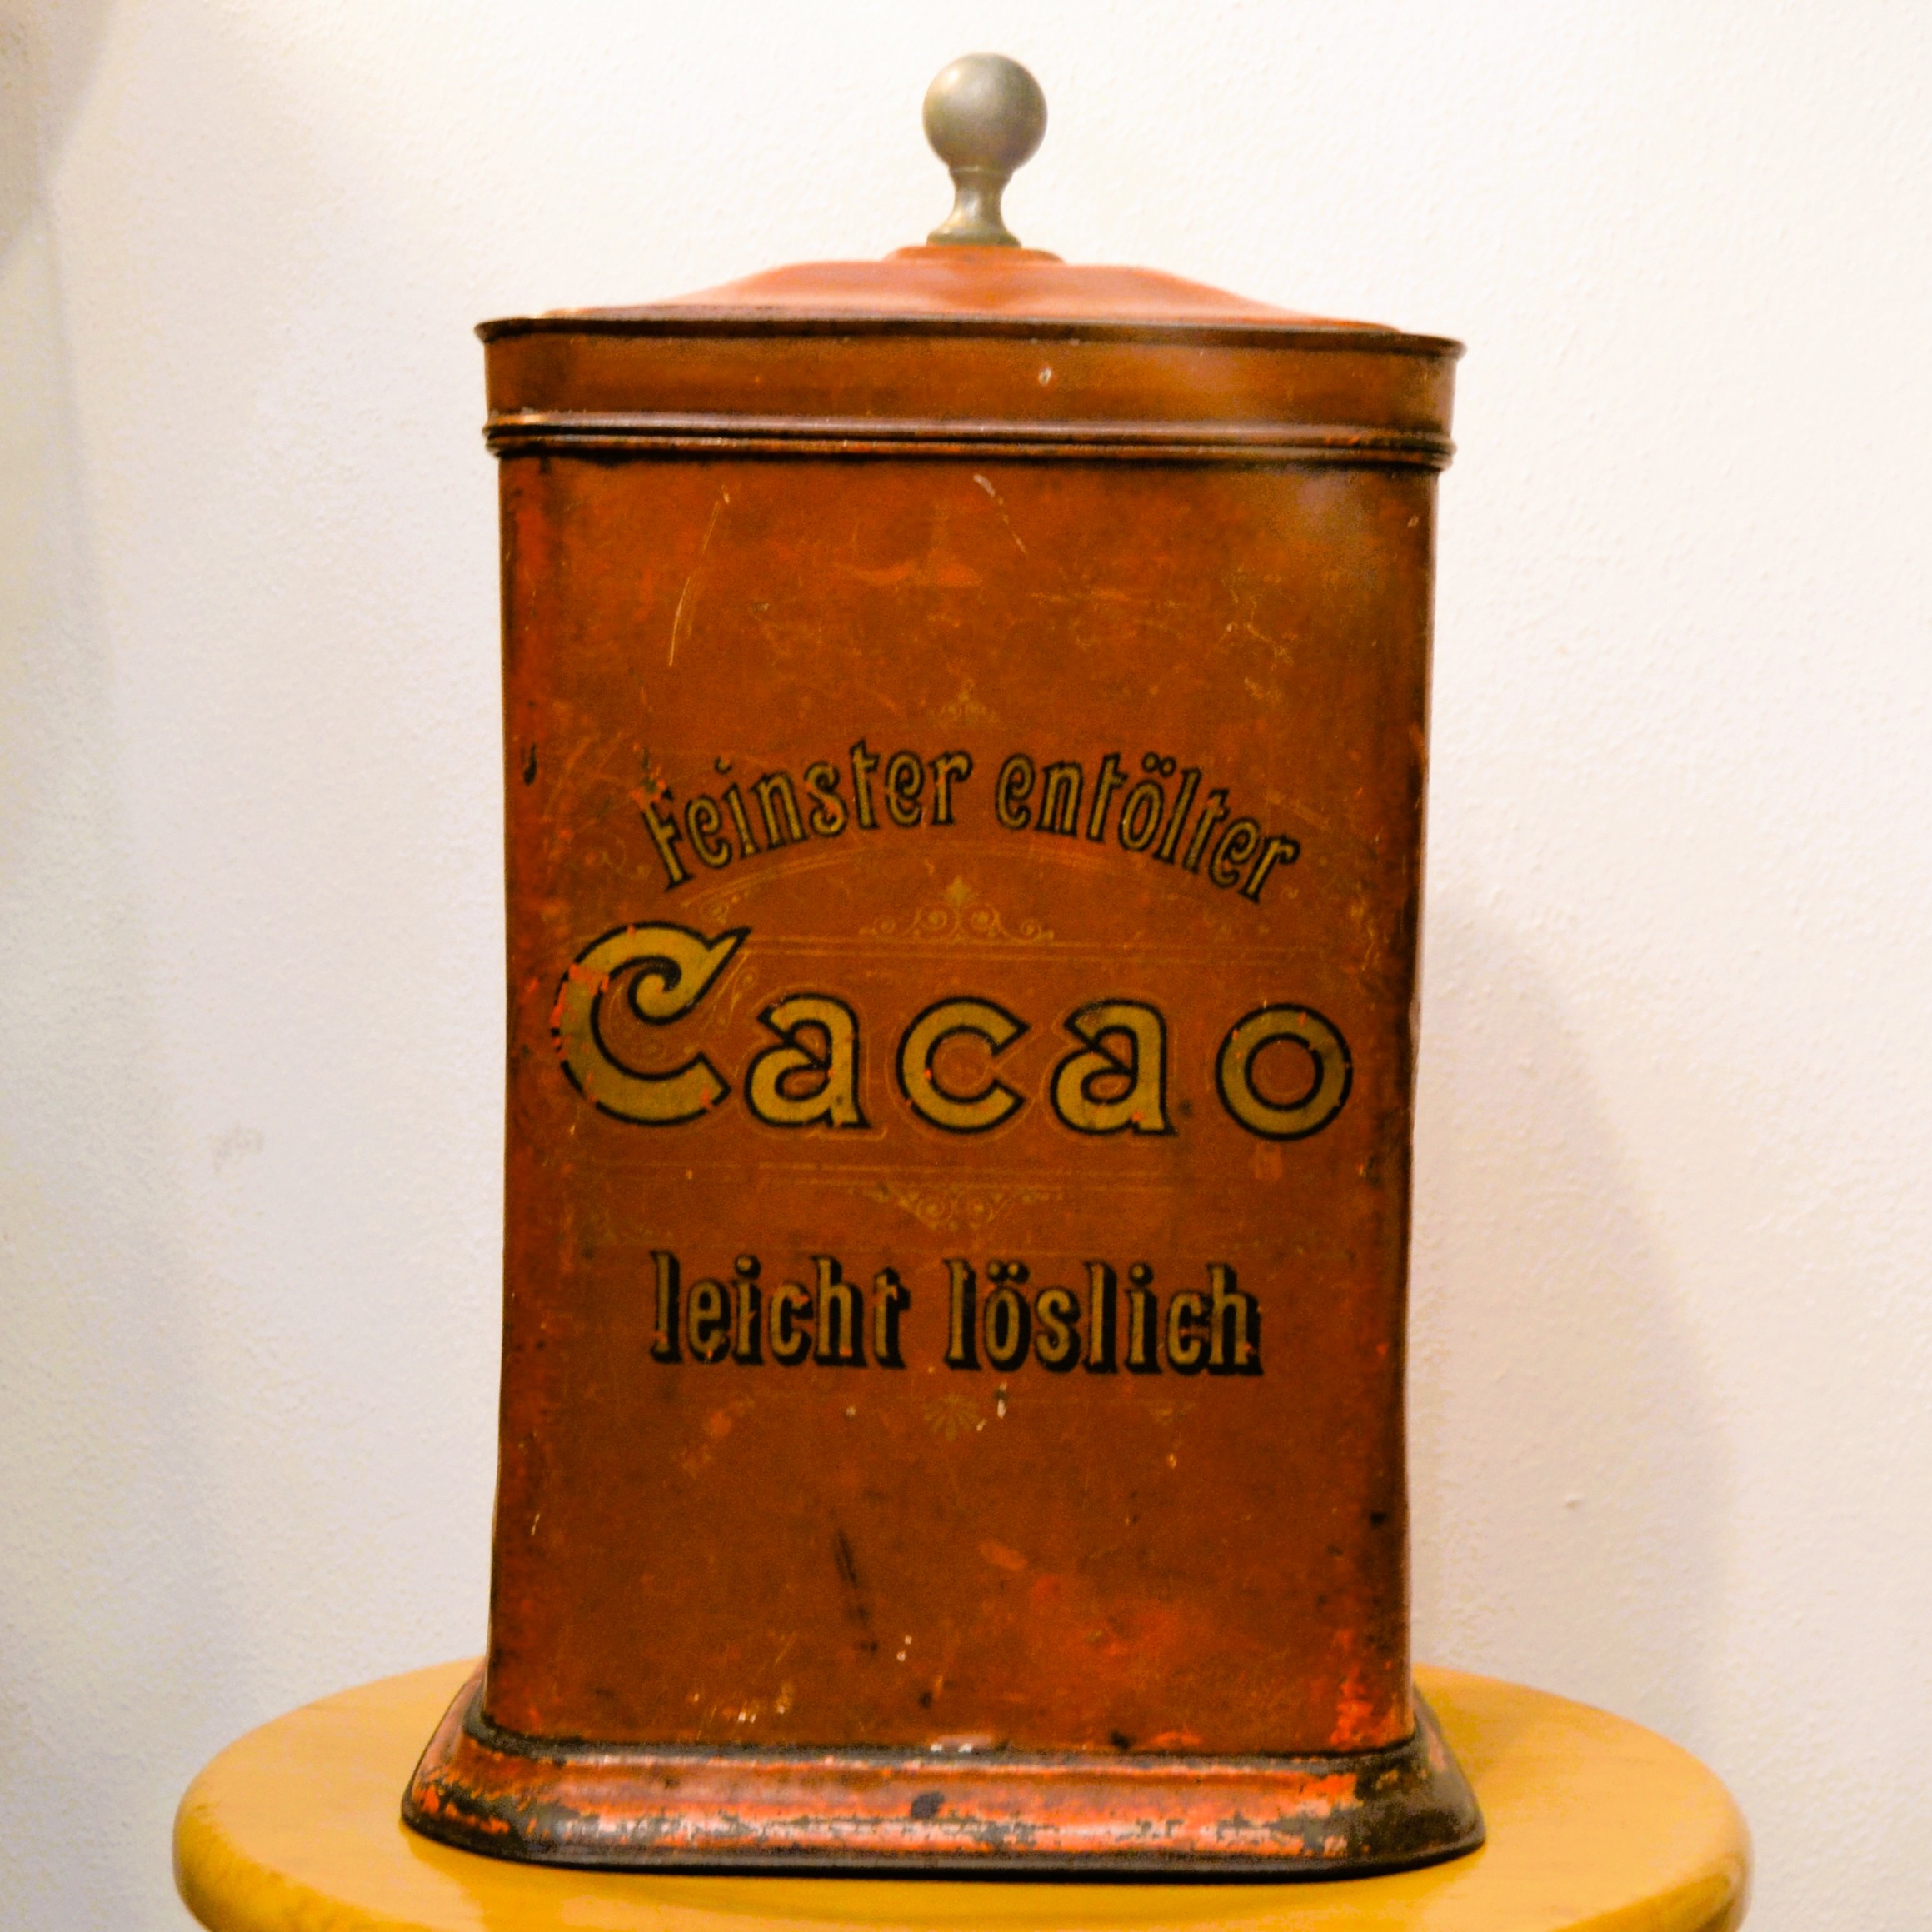 Feinster entölter
Cacao
leicht löslich